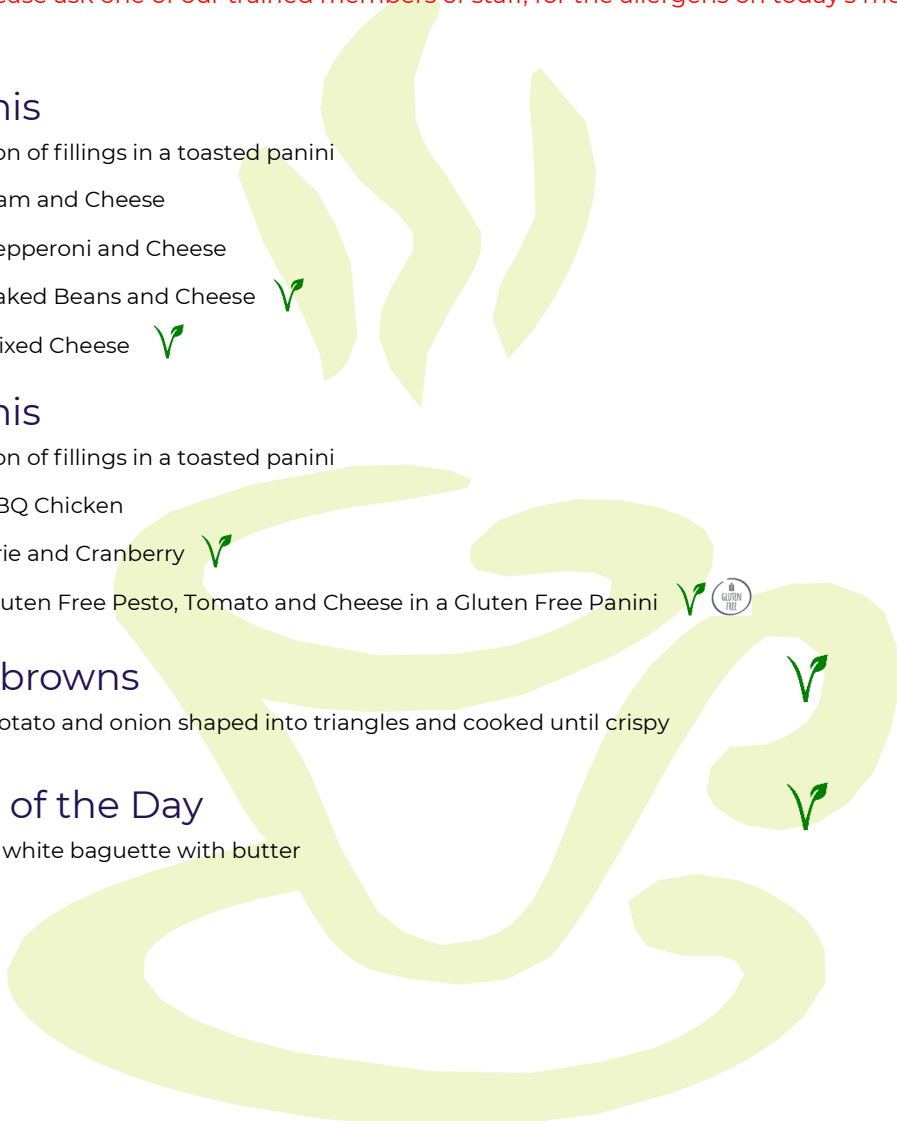 ase ask one of our trained members of staff, for the allergens on today's m
nis
on of fillings in a toasted panini
am and Cheese
epperoni and Cheese
aked Beans and Cheese
ixed Cheese
nis
on of fillings in a toasted panini
BQ Chicken
rie and Cranberry
uten Free Pesto, Tomato and Cheese in a Gluten Free Panini
GLUTEN
FREE
browns
otato and onion shaped into triangles and cooked until crispy
of the Day
white baguette with butter